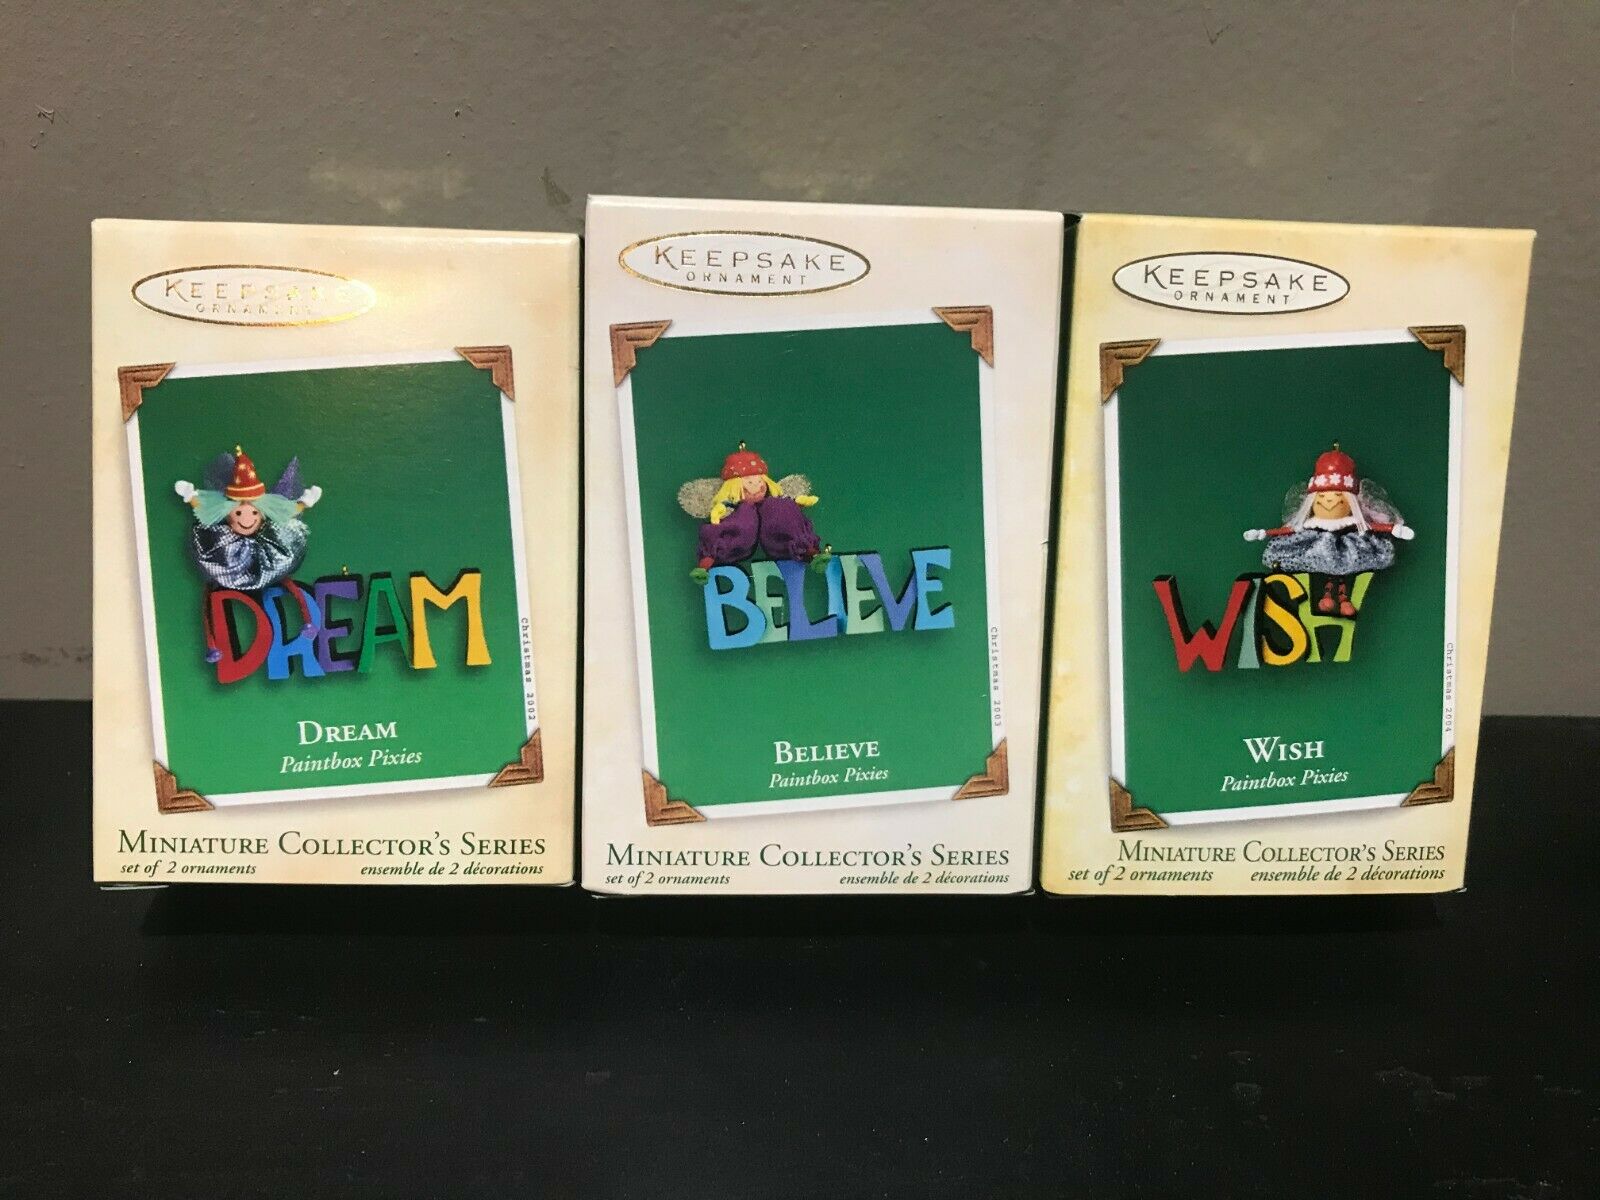 KEEPSAKE
ORNAMENT
DREAM
Christmas 2002
DREAM
Paintbox Pixies
MINIATURE COLLECTOR'S SERIES
set of 2 ornaments ensemble de 2 décorations
KEEPSAKE
ORNAMENT
BELIEVE
Christmas 2003
BELIEVE
Paintbox Pixies
MINIATURE COLLECTOR'S SERIES
set of 2 ornaments ensemble de 2 décorations
KEEPSAKE
ORNAMENT
WISH
Christmas 2004
WISH
Paintbox Pixies
MINIATURE COLLECTOR'S SERIES
set of 2 ornaments ensemble de 2 décorations